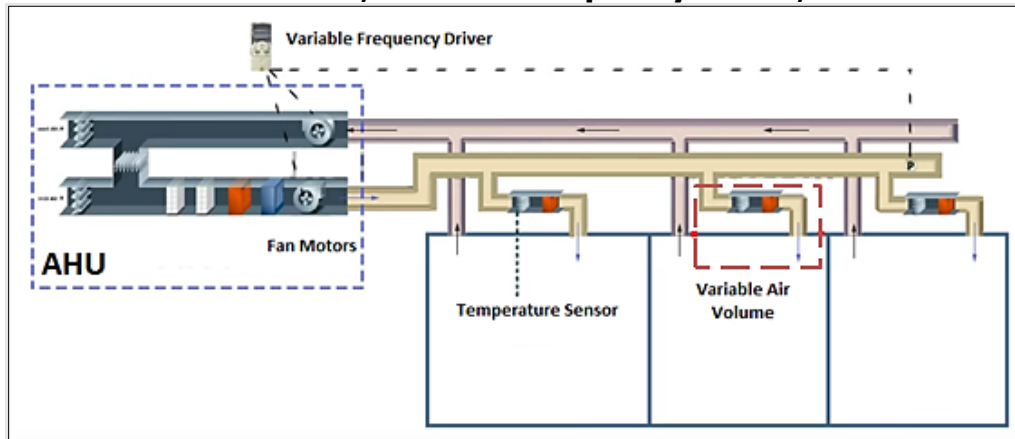 Variable Frequency Driver
P
Fan Motors
AHU
Temperature Sensor
Variable Air
Volume